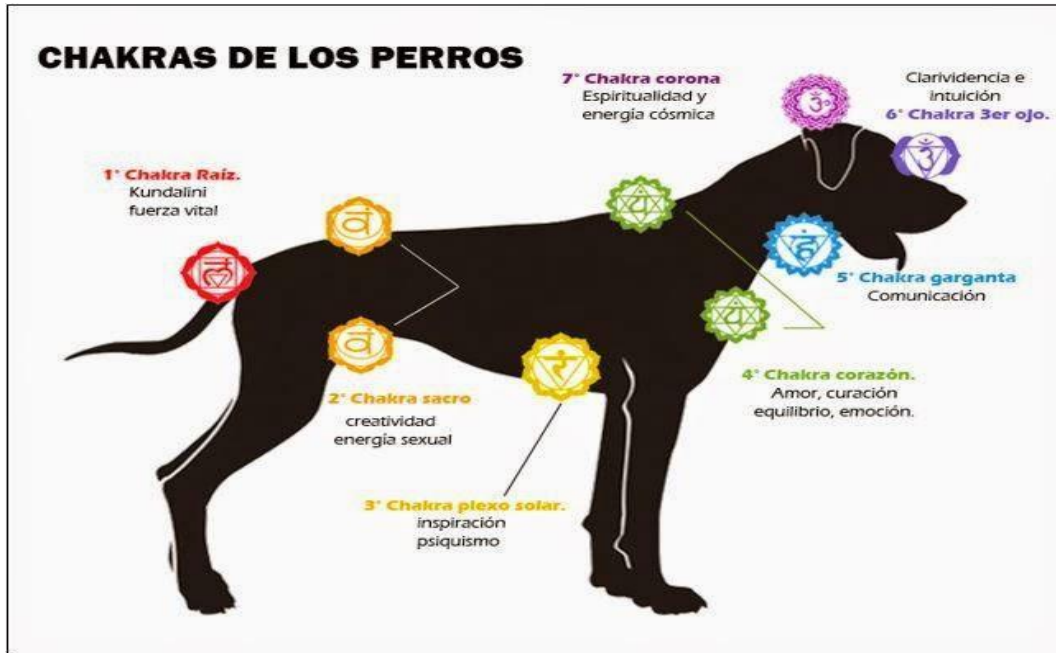 CHAKRAS DE LOS PERROS
7° Chakra corona
Espiritualidad y
energía cósmica
Clarividencia e
intuición
6° Chakra 3er ojo.
1° Chakra Raíz.
Kundalini
fuerza vital
5° Chakra garganta
Comunicación
4° Chakra corazón.
Amor, curación
equilibrio, emoción.
2° Chakra sacro
creatividad
energía sexual
3° Chakra plexo solar.
inspiración
psiquismo
ॐ
ॐ
यं
यं
हं
वं
वं
लं
रं